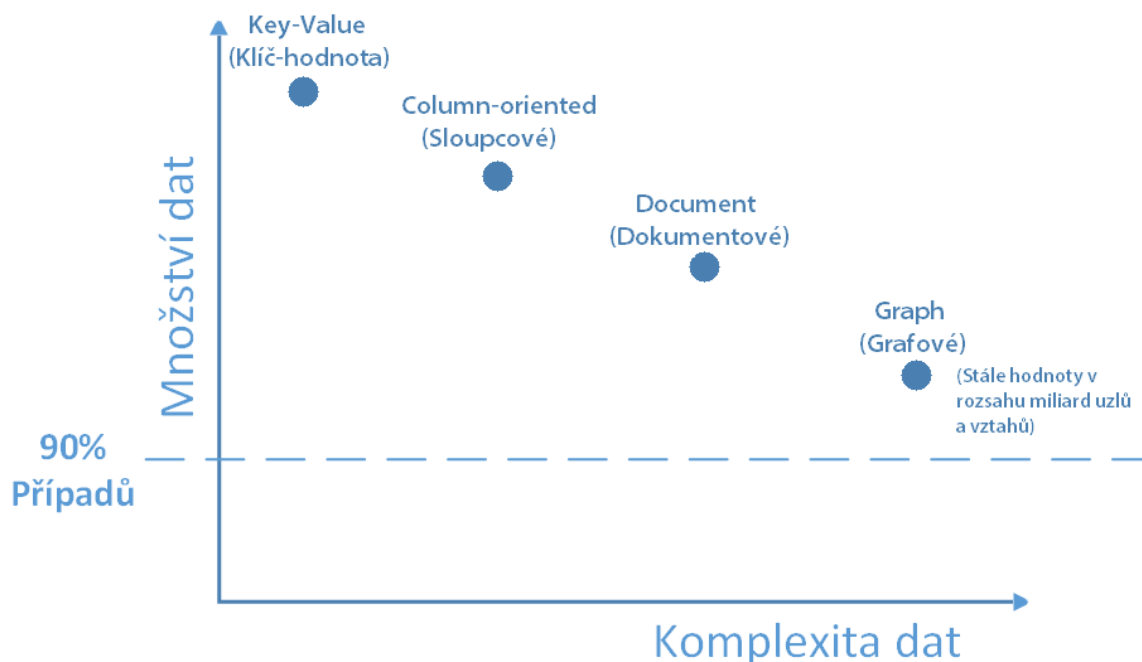 Key-Value
(Klíč-hodnota)
Column-oriented
(Sloupcové)
Document
(Dokumentové)
Graph
(Grafové)
(Stále hodnoty v
rozsahu miliard uzlů
a vztahů)
Množství dat
90%
Případů
Komplexita dat